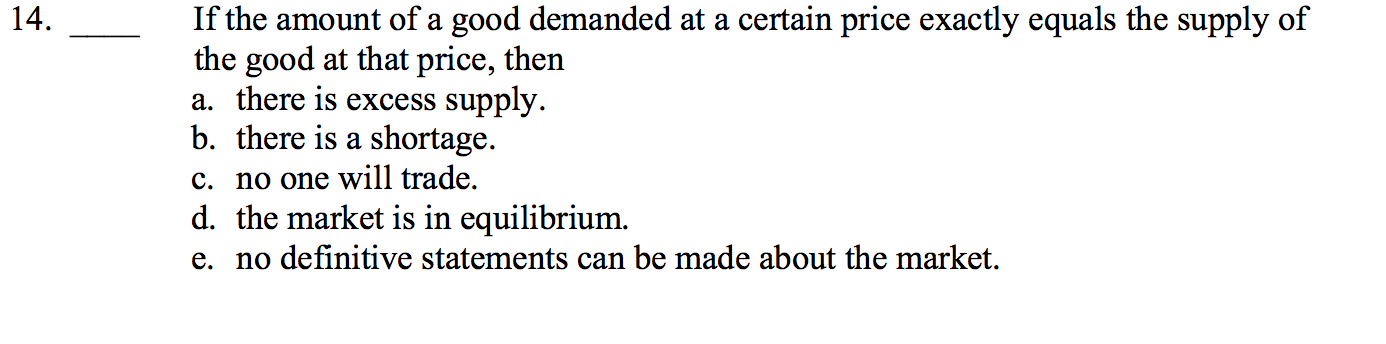 14. ____ If the amount of a good demanded at a certain price exactly equals the supply of
the good at that price, then
a. there is excess supply.
b. there is a shortage.
c. no one will trade.
d. the market is in equilibrium.
e. no definitive statements can be made about the market.